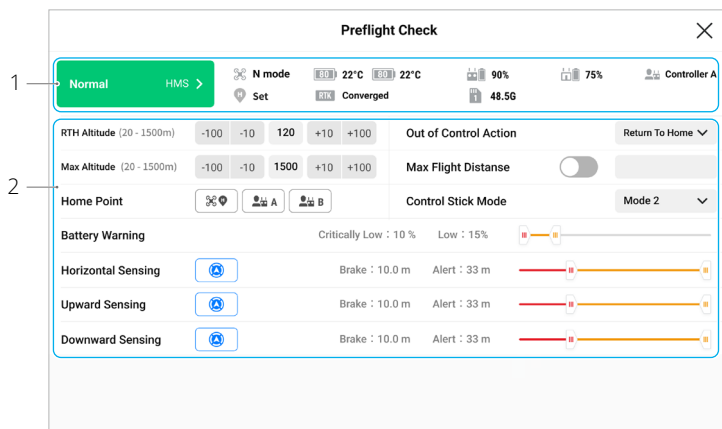 Preflight Check
1
Normal HMS
N mode 80 22°C 80 22°C 90% 75% Controller A
H Set RTK Converged 1 48.5G
2
RTH Altitude (20 - 1500m) -100 -10 120 +10 +100 Out of Control Action Return To Home
Max Altitude (20 - 1500m) -100 -10 1500 +10 +100 Max Flight Distanse
Home Point H A B Control Stick Mode Mode 2
Battery Warning Critically Low : 10 % Low : 15%
Horizontal Sensing Brake : 10.0 m Alert : 33 m
Upward Sensing Brake : 10.0 m Alert : 33 m
Downward Sensing Brake : 10.0 m Alert : 33 m